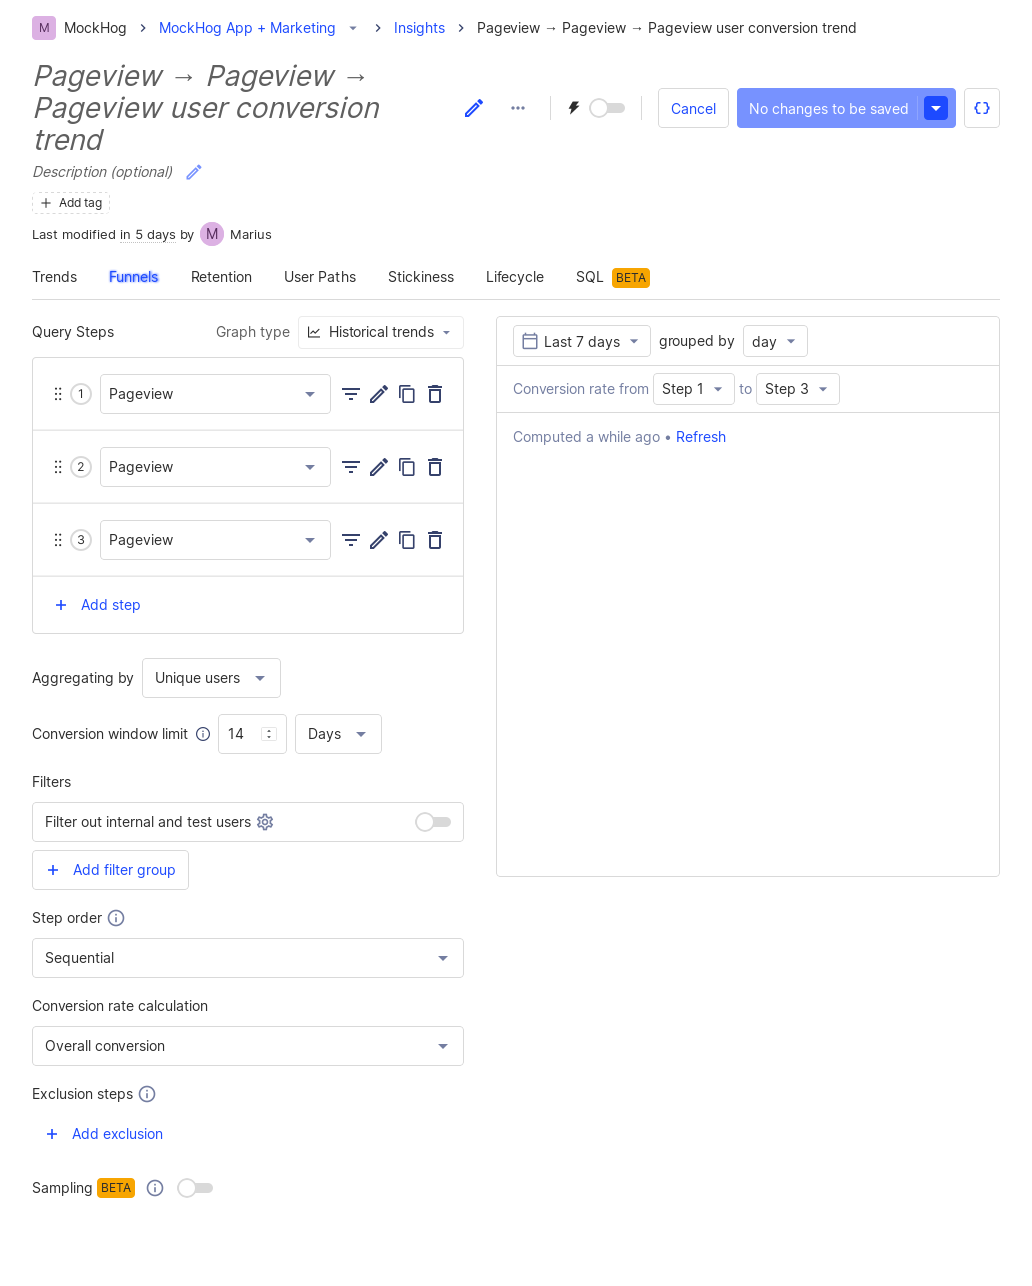 M MockHog MockHog App + Marketing Insights Pageview → Pageview → Pageview user conversion trend
Pageview → Pageview →
Pageview user conversion
trend
Cancel No changes to be saved
Description (optional)
Add tag
Last modified in 5 days by M Marius
Trends Funnels Retention User Paths Stickiness Lifecycle SQL BETA
Query Steps Graph type Historical trends
1 Pageview
2 Pageview
3 Pageview
Add step
Aggregating by Unique users
Conversion window limit 14 Days
Filters
Filter out internal and test users
Add filter group
Step order
Sequential
Conversion rate calculation
Overall conversion
Exclusion steps
Add exclusion
Sampling BETA
Last 7 days grouped by day
Conversion rate from Step 1 to Step 3
Computed a while ago • Refresh